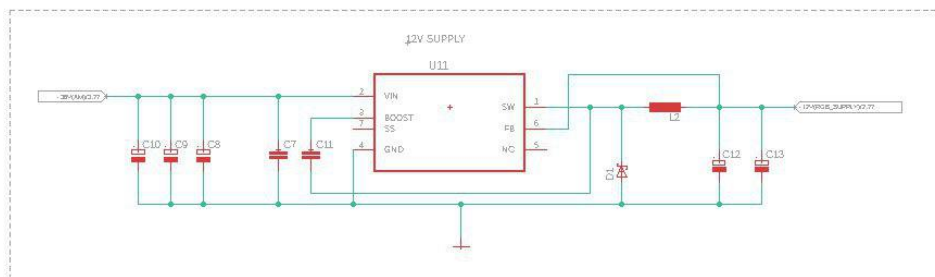 12V SUPPLY
U11
2
VIN
SW
1
3
BOOST
7
SS
FB
6
4
GND
NC
5
L2
C10
C9
C8
C7
C11
D1
C12
C13